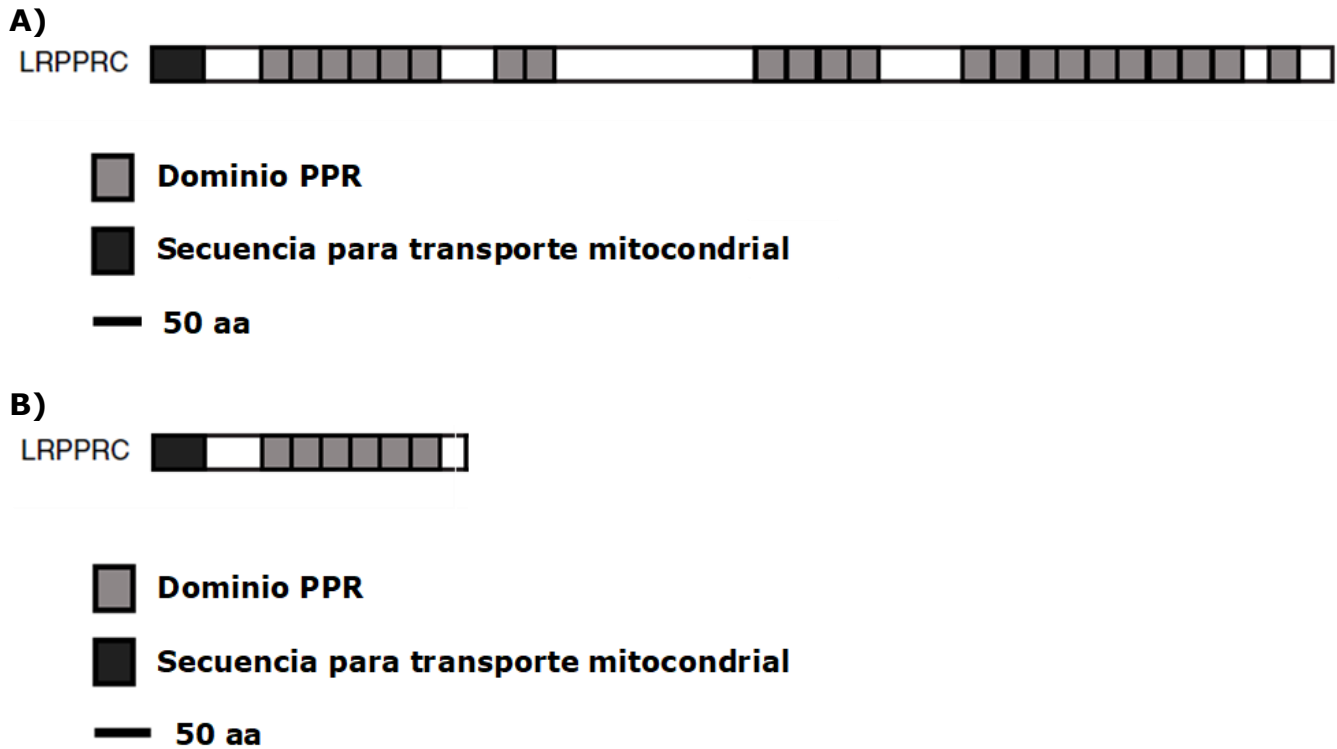 A)
LRPPRC
Dominio PPR
Secuencia para transporte mitocondrial
50 aa
B)
LRPPRC
Dominio PPR
Secuencia para transporte mitocondrial
50 aa